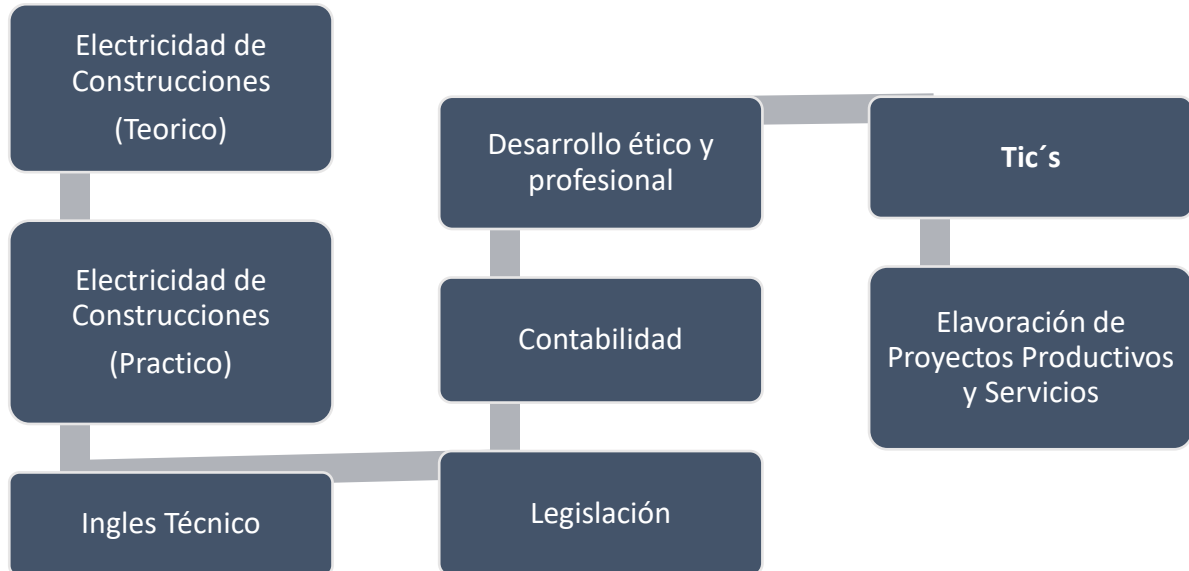 Electricidad de
Construcciones
(Teorico)
Electricidad de
Construcciones
(Practico)
Ingles Técnico
Legislación
Contabilidad
Desarrollo ético y
profesional
Tic´s
Elavoración de
Proyectos Productivos
y Servicios